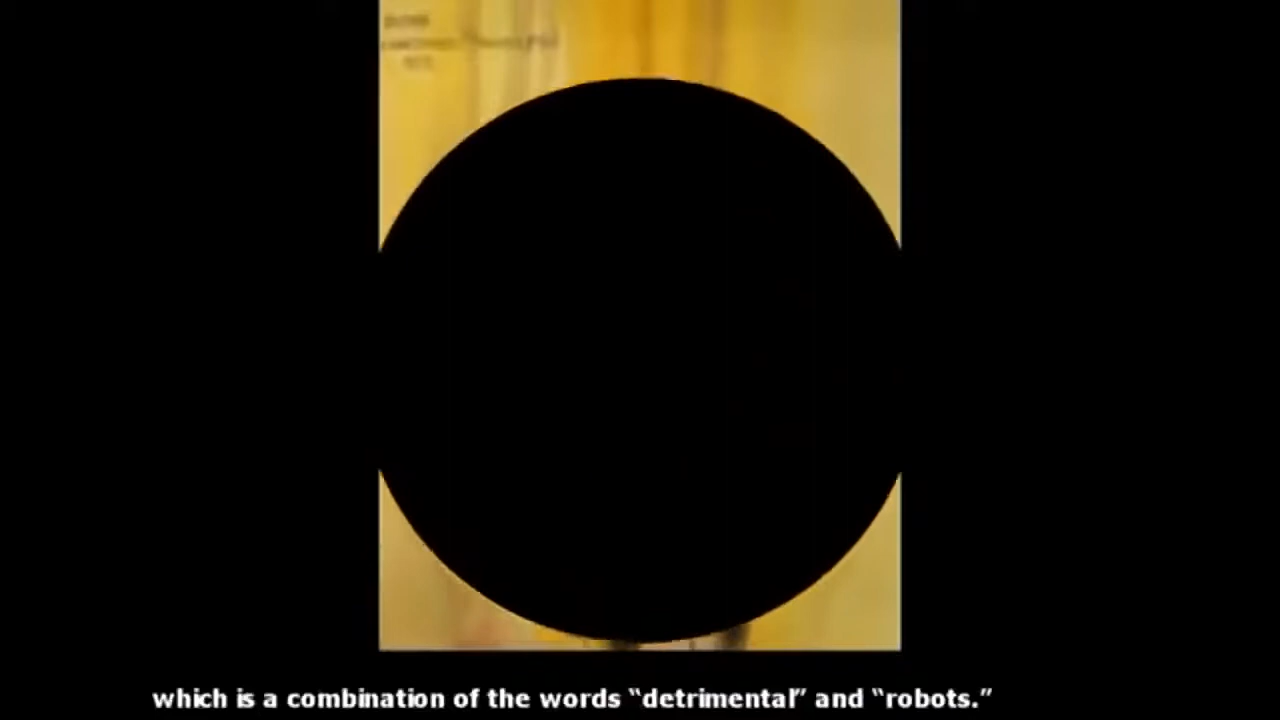 which is a combination of the words “detrimental” and “robots.”